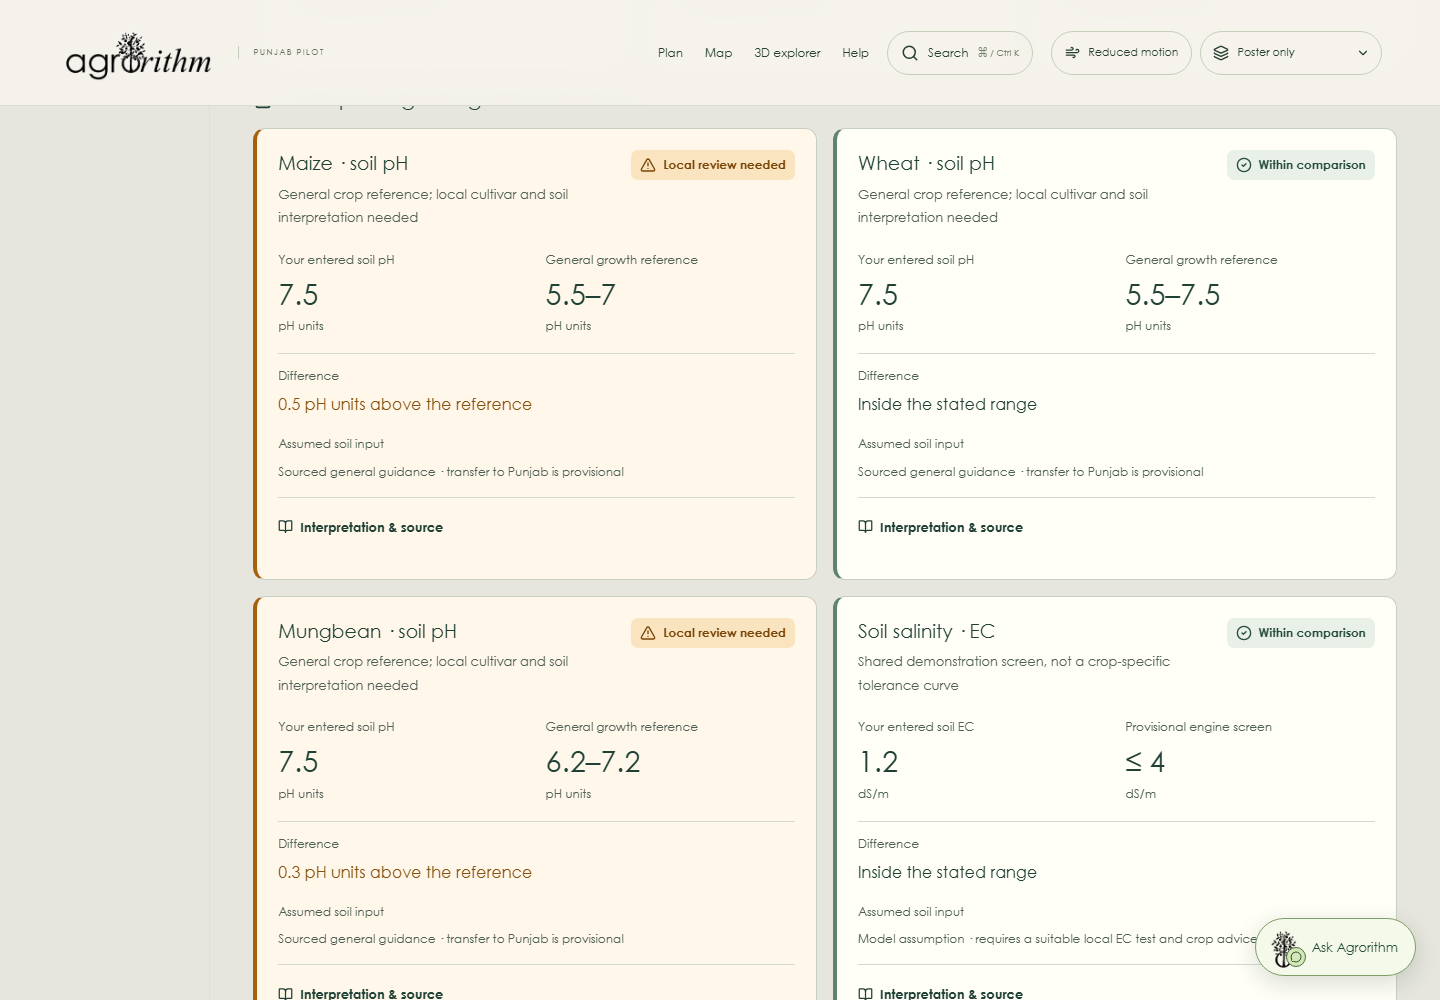 agrorithm
PUNJAB PILOT
Plan
Map
3D explorer
Help
Search ⌘ / Ctrl K
Reduced motion
Poster only
Maize · soil pH
Local review needed
General crop reference; local cultivar and soil
interpretation needed
Your entered soil pH
General growth reference
7.5
5.5–7
pH units
pH units
Difference
0.5 pH units above the reference
Assumed soil input
Sourced general guidance · transfer to Punjab is provisional
Interpretation & source
Wheat · soil pH
Within comparison
General crop reference; local cultivar and soil
interpretation needed
Your entered soil pH
General growth reference
7.5
5.5–7.5
pH units
pH units
Difference
Inside the stated range
Assumed soil input
Sourced general guidance · transfer to Punjab is provisional
Interpretation & source
Mungbean · soil pH
Local review needed
General crop reference; local cultivar and soil
interpretation needed
Your entered soil pH
General growth reference
7.5
6.2–7.2
pH units
pH units
Difference
0.3 pH units above the reference
Assumed soil input
Sourced general guidance · transfer to Punjab is provisional
Interpretation & source
Soil salinity · EC
Within comparison
Shared demonstration screen, not a crop-specific
tolerance curve
Your entered soil EC
Provisional engine screen
1.2
≤ 4
dS/m
dS/m
Difference
Inside the stated range
Assumed soil input
Model assumption · requires a suitable local EC test and crop advice
Interpretation & source
Ask Agrorithm